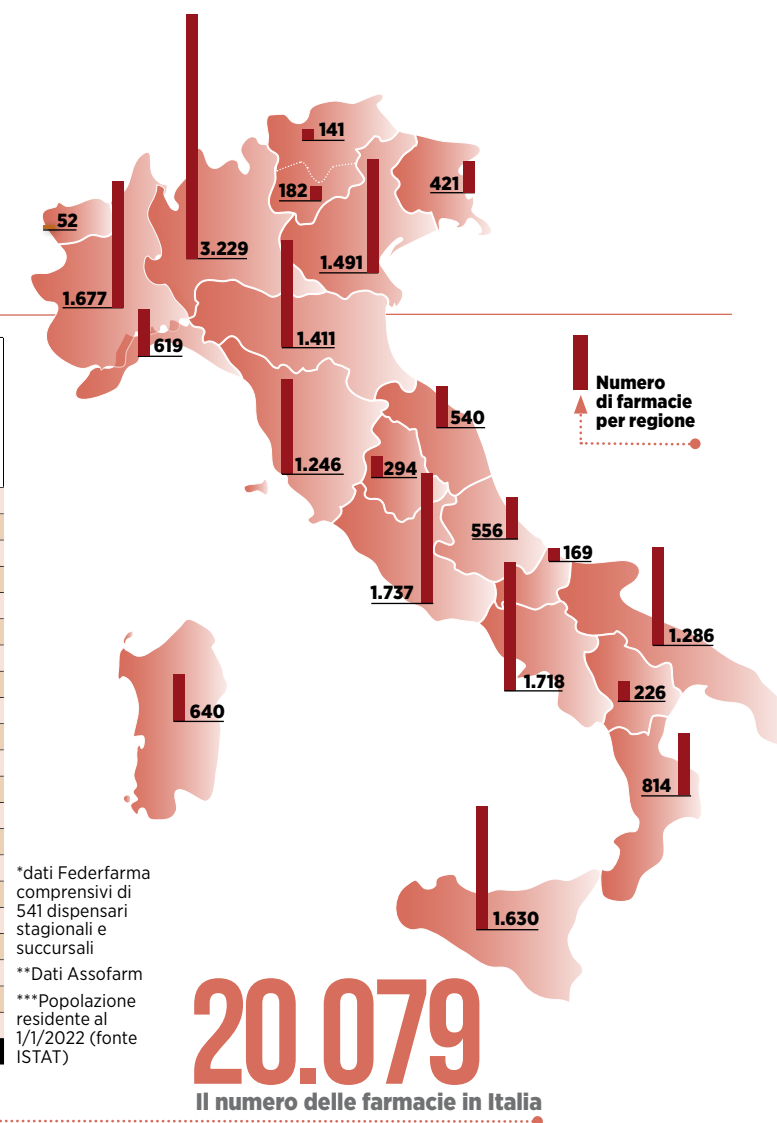 141
182
421
52
3.229
1.491
1.677
619
1.411
Numero
di farmacie
per regione
540
1.246
294
556
169
1.737
1.286
1.718
226
640
814
1.630
*dati Federfarma
comprensivi di
541 dispensari
stagionali e
succursali
**Dati Assofarm
***Popolazione
residente al
1/1/2022 (fonte
ISTAT)
20.079
Il numero delle farmacie in Italia